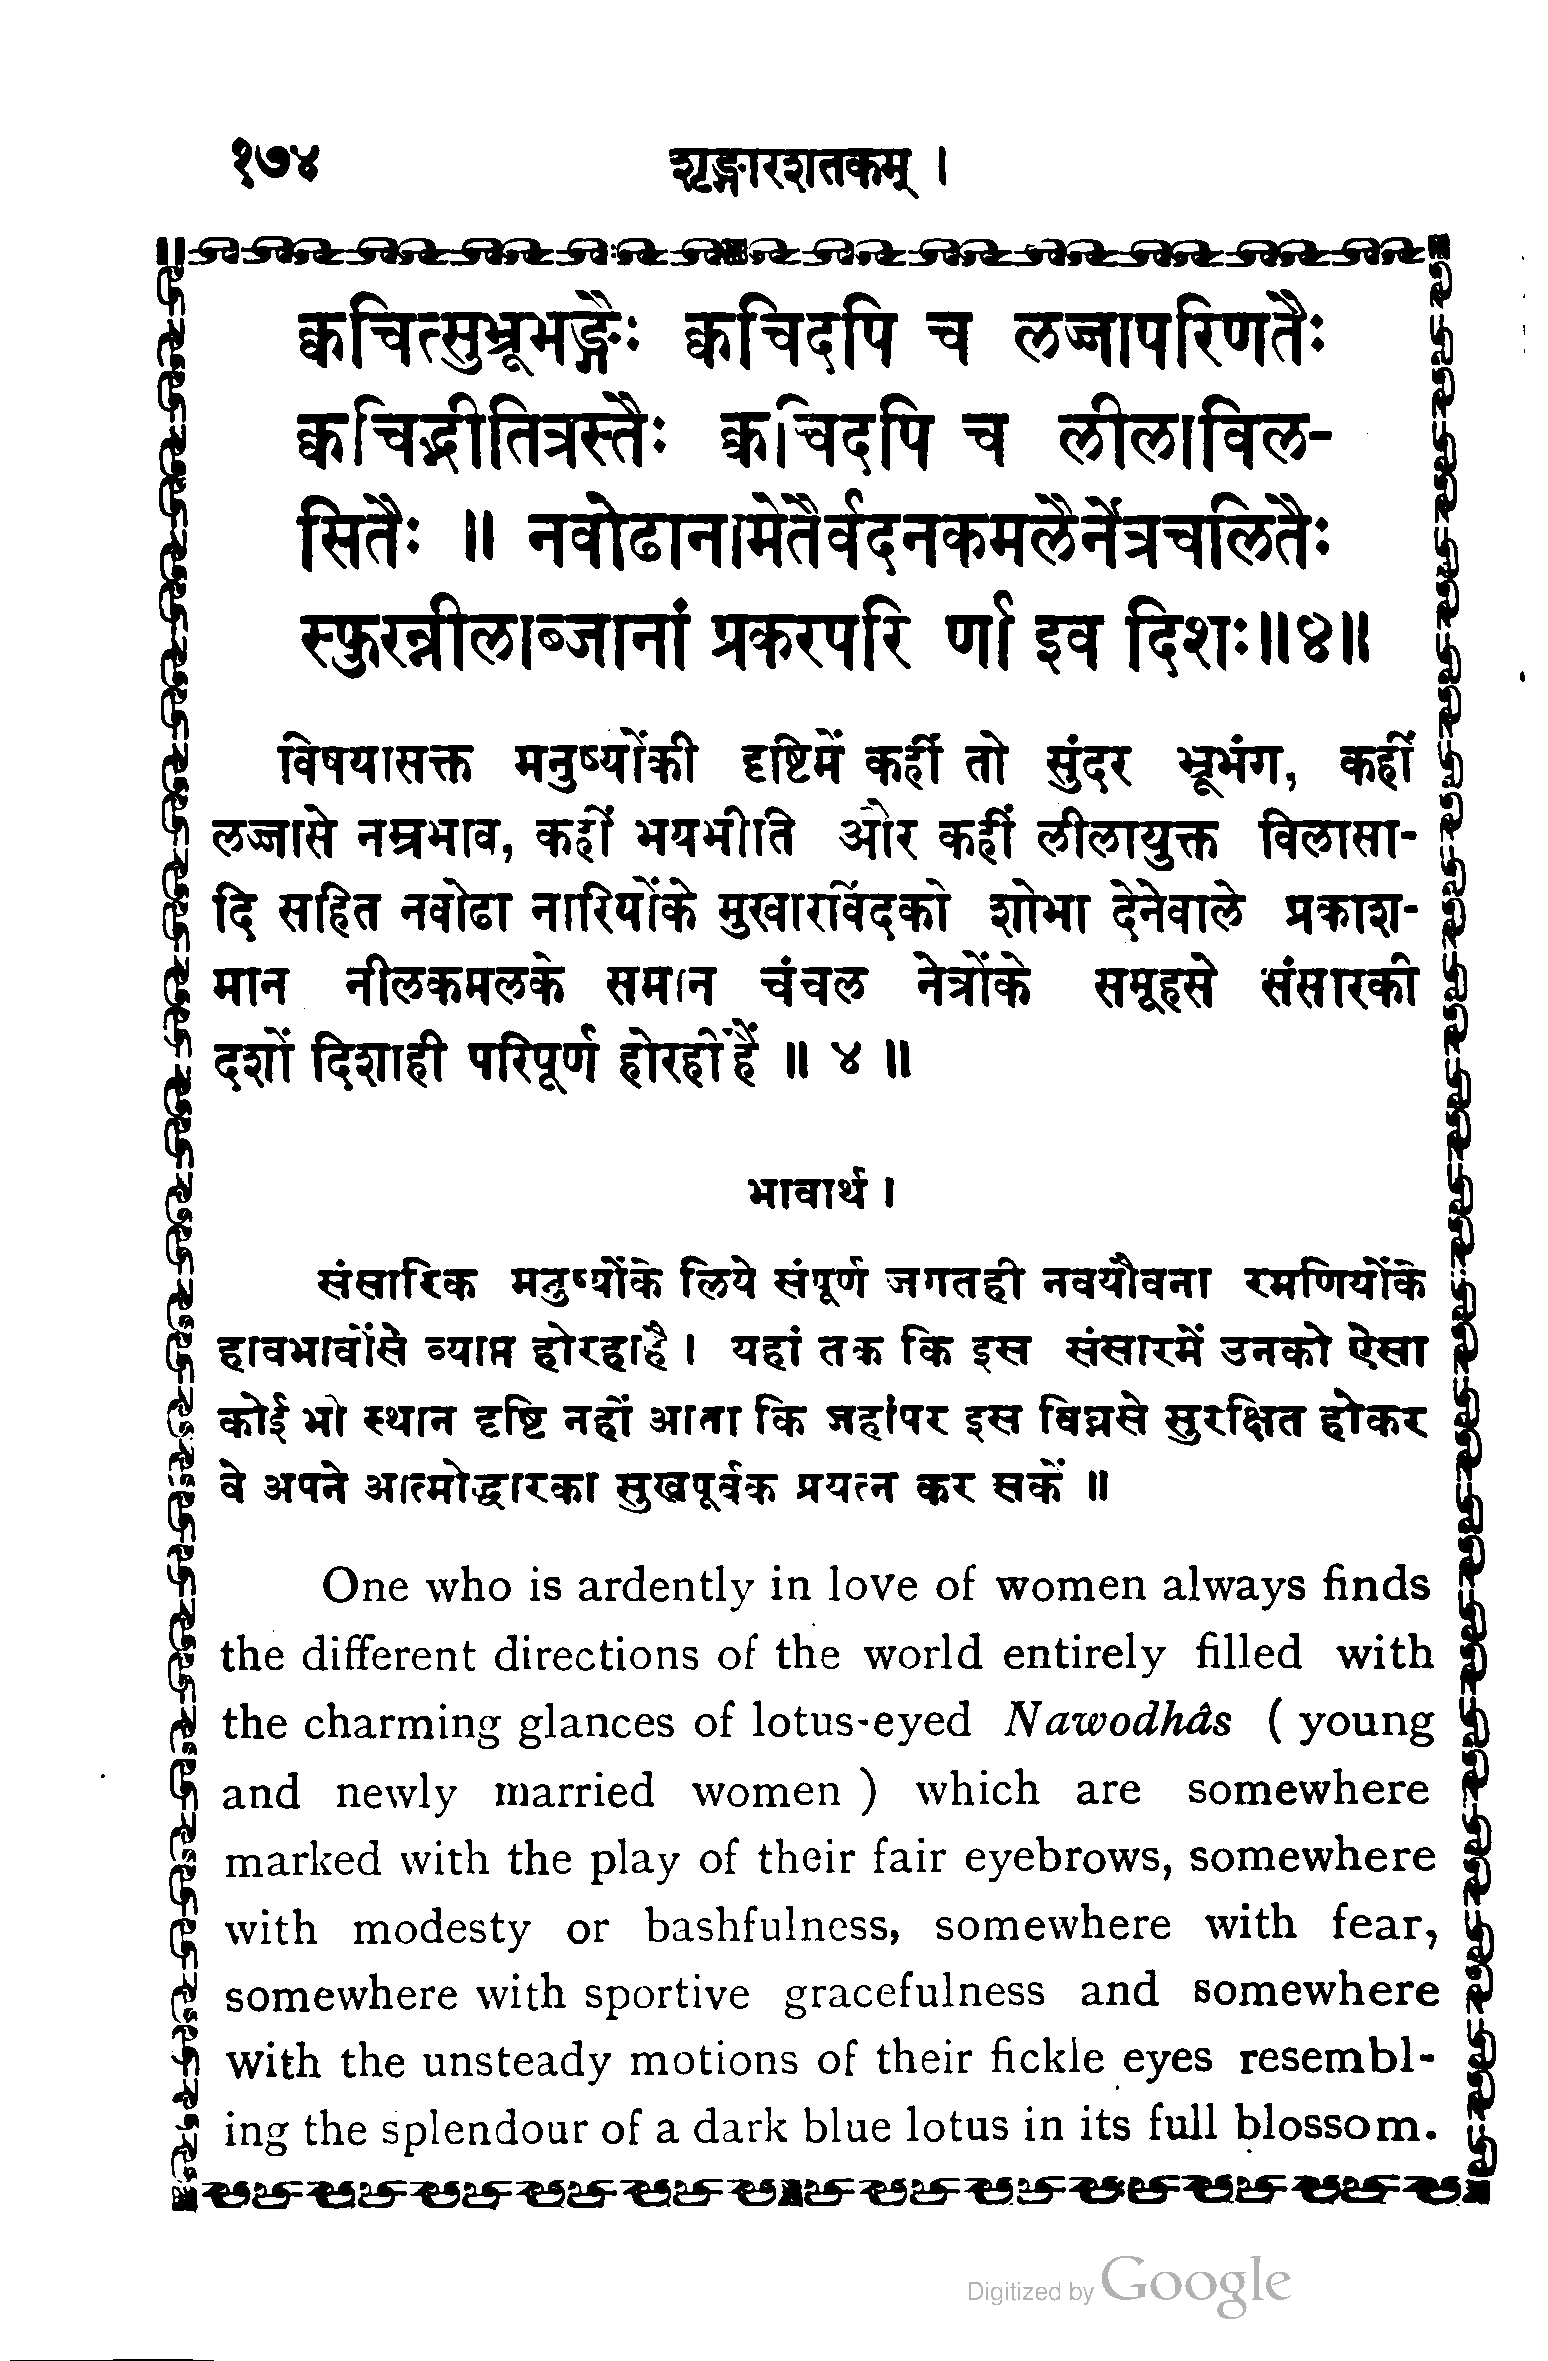 १७४ शृङ्गारशतकम् ।
क्वचित्सुभ्रूभङ्गैः क्वचिदपि च लज्जापरिणतैः
क्वचिद्भीतित्रस्तैः क्वचिदपि च लीलाविल-
सितैः ॥ नवोढानामेतैर्वदनकमलैर्नेत्रचलितैः
स्फुरन्नीलाब्जानां प्रकरपरि र्णा इव दिशः॥४॥
विषयासक्त मनुष्योंकी दृष्टिमें कहीं तो सुंदर भ्रूभंग, कहीं
लज्जासे नम्रभाव, कहीं भयभीति और कहीं लीलायुक्त विलासा-
दि सहित नवोढा नारियोंके मुखारविंदको शोभा देनेवाले प्रकाश-
मान नीलकमलके समान चंचल नेत्रोंके समूहसे संसारकी
दशों दिशाही परिपूर्ण होरहीं हैं ॥ ४ ॥
भावार्थ ।
संसारिक मनुष्योंके लिये संपूर्ण जगतही नवयौवना रमणियोंके
हावभावोंसे व्याप्त होरहाहै । यहां तक कि इस संसारमें उनको ऐसा
कोई भी स्थान दृष्टि नहीं आता कि जहांपर इस विघ्नसे सुरक्षित होकर
वे अपने आत्मोद्धारका सुखपूर्वक प्रयत्न कर सकें ॥
One who is ardently in love of women always finds
the different directions of the world entirely filled with
the charming glances of lotus-eyed Nawodhâs ( young
and newly married women ) which are somewhere
marked with the play of their fair eyebrows, somewhere
with modesty or bashfulness, somewhere with fear,
somewhere with sportive gracefulness and somewhere
with the unsteady motions of their fickle eyes resembl-
ing the splendour of a dark blue lotus in its full blossom.
Digitized by Google